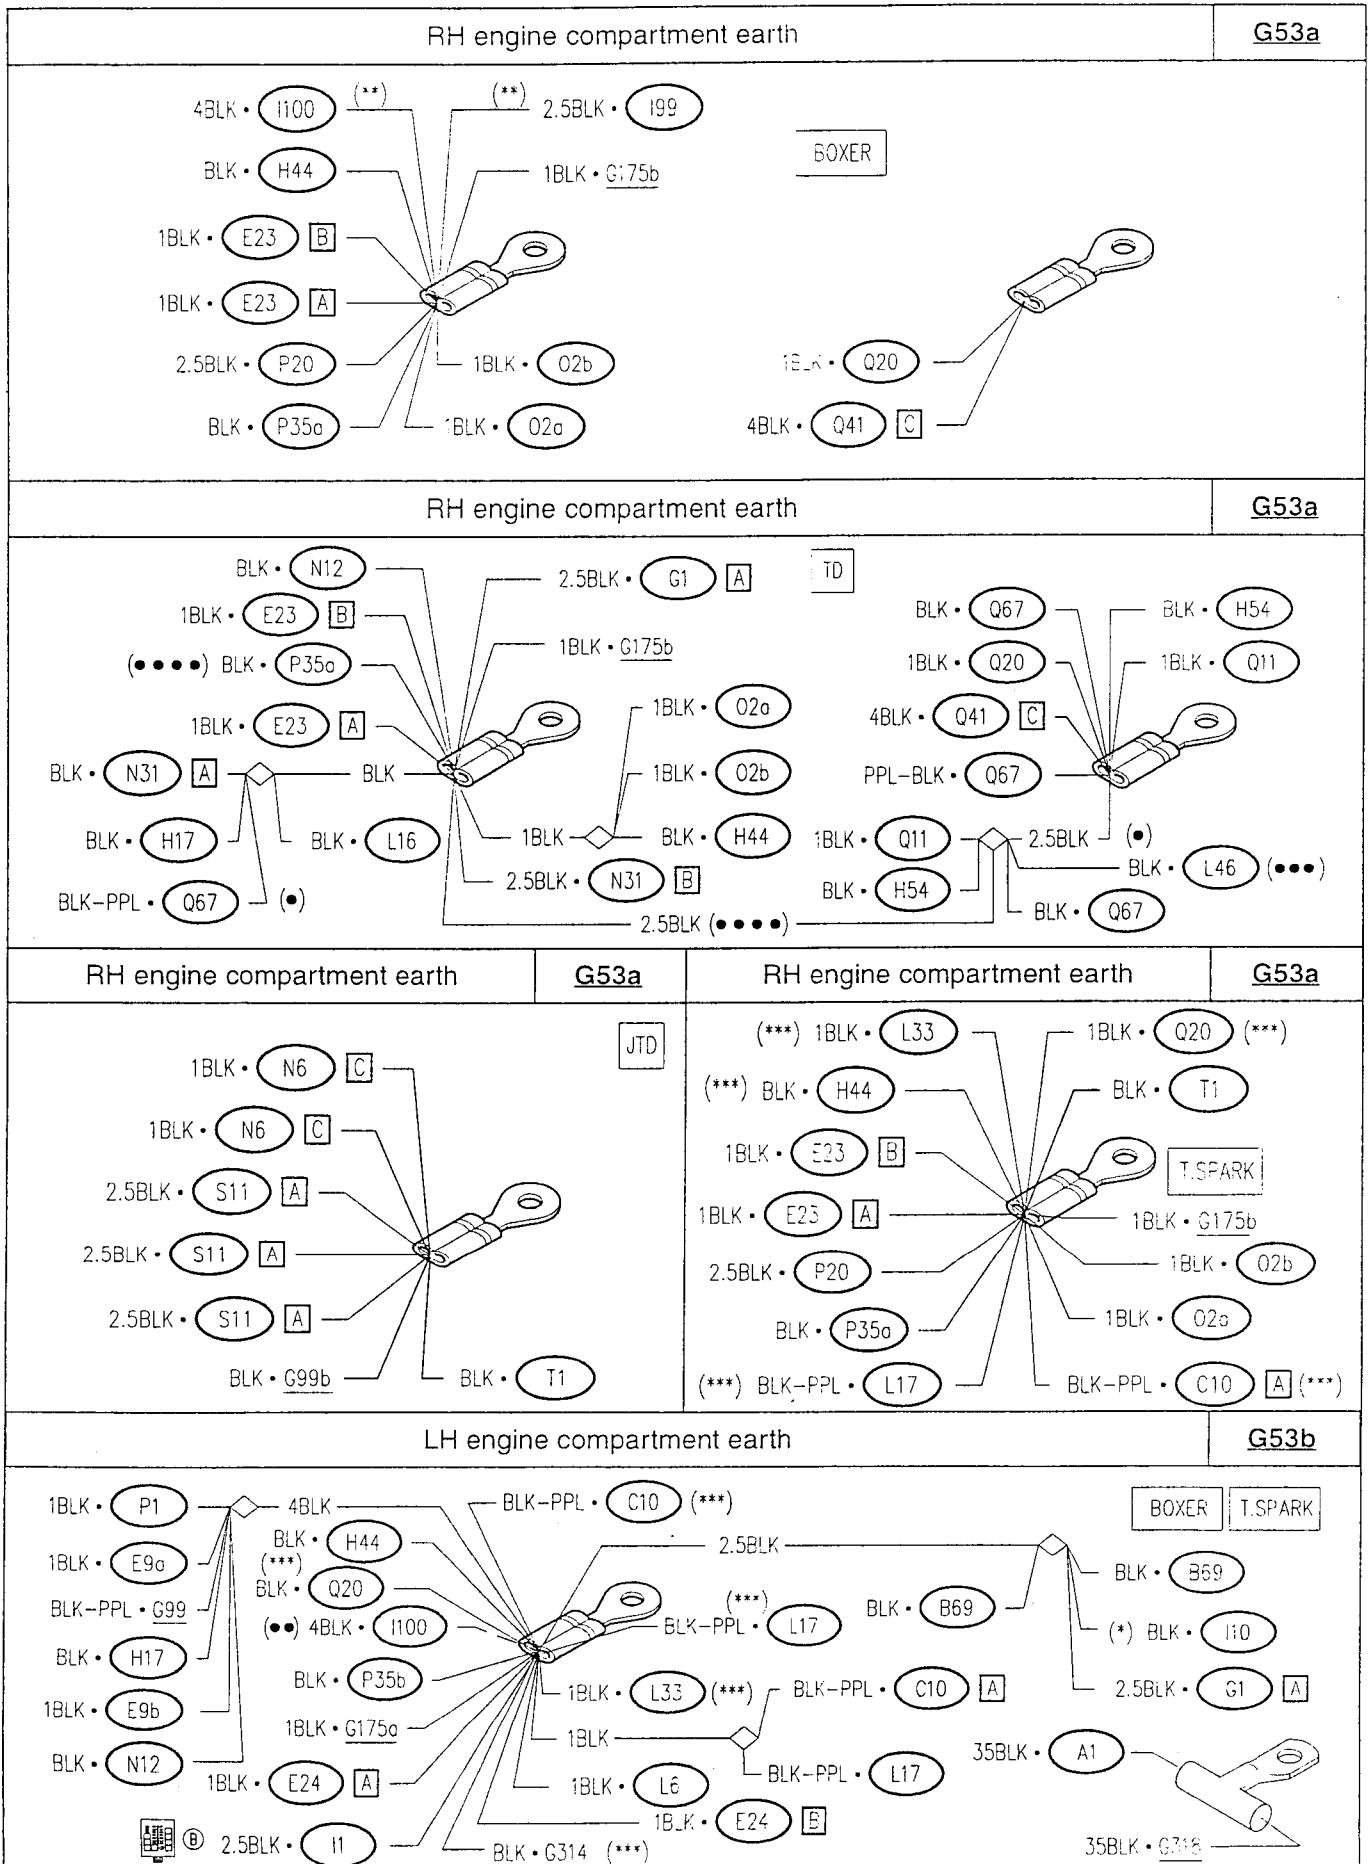 RH engine compartment earth G53a
4BLK • I100 (**) (**) 2.5BLK • I99
BLK • H44 1BLK • G175b BOXER
1BLK • E23 B
1BLK • E23 A
2.5BLK • P20 1BLK • O2b 1BLK • Q20
BLK • P35a 1BLK • O2a 4BLK • Q41 C
RH engine compartment earth G53a
BLK • N12 2.5BLK • G1 A TD
1BLK • E23 B 1BLK • G175b BLK • Q67 BLK • H54
(••••) BLK • P35a 1BLK • Q20 1BLK • Q11
1BLK • E23 A 1BLK • O2a 4BLK • Q41 C
BLK • N31 A BLK 1BLK • O2b PPL-BLK • Q67
BLK • H17 BLK • L16 1BLK BLK • H44 1BLK • Q11 2.5BLK (•)
BLK-PPL • Q67 (•) 2.5BLK • N31 B BLK • H54 BLK • L46 (•••)
2.5BLK (••••) BLK • Q67
RH engine compartment earth G53a
JTD
1BLK • N6 C
1BLK • N6 C
2.5BLK • S11 A
2.5BLK • S11 A
2.5BLK • S11 A
BLK • G99b BLK • T1
RH engine compartment earth G53a
(***) 1BLK • L33 1BLK • Q20 (***)
(***) BLK • H44 BLK • T1
1BLK • E23 B T.SPARK
1BLK • E23 A 1BLK • G175b
2.5BLK • P20 1BLK • O2b
BLK • P35a 1BLK • O2a
(***) BLK-PPL • L17 BLK-PPL • C10 A (***)
LH engine compartment earth G53b
1BLK • P1 4BLK BLK-PPL • C10 (***) BOXER T.SPARK
BLK • H44 2.5BLK
1BLK • E9a (***) BLK • Q20 BLK • B69
BLK-PPL • G99 (••) 4BLK • I100 (***) BLK-PPL • L17 BLK • B69 (*) BLK • I10
BLK • H17 BLK • P35b 1BLK • L33 (***) BLK-PPL • C10 A 2.5BLK • G1 A
1BLK • E9b 1BLK • G175a 1BLK
BLK • N12 1BLK • E24 A 1BLK • L6 BLK-PPL • L17 35BLK • A1
1BLK • E24 B
B 2.5BLK • I1 BLK • G314 (***) 35BLK • G318